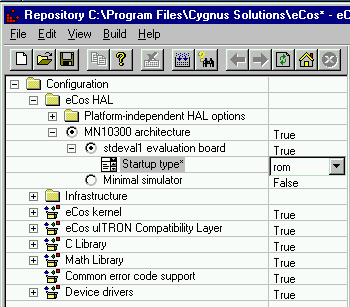 Repository C:\Program Files\Cygnus Solutions\eCos* - eC
File Edit View Build Help
Configuration
eCos HAL
Platform-independent HAL options
MN10300 architecture True
stdeval1 evaluation board True
Startup type* rom
Minimal simulator False
Infrastructure True
eCos kernel True
eCos uITRON Compatibility Layer True
C Library True
Math Library True
Common error code support True
Device drivers True